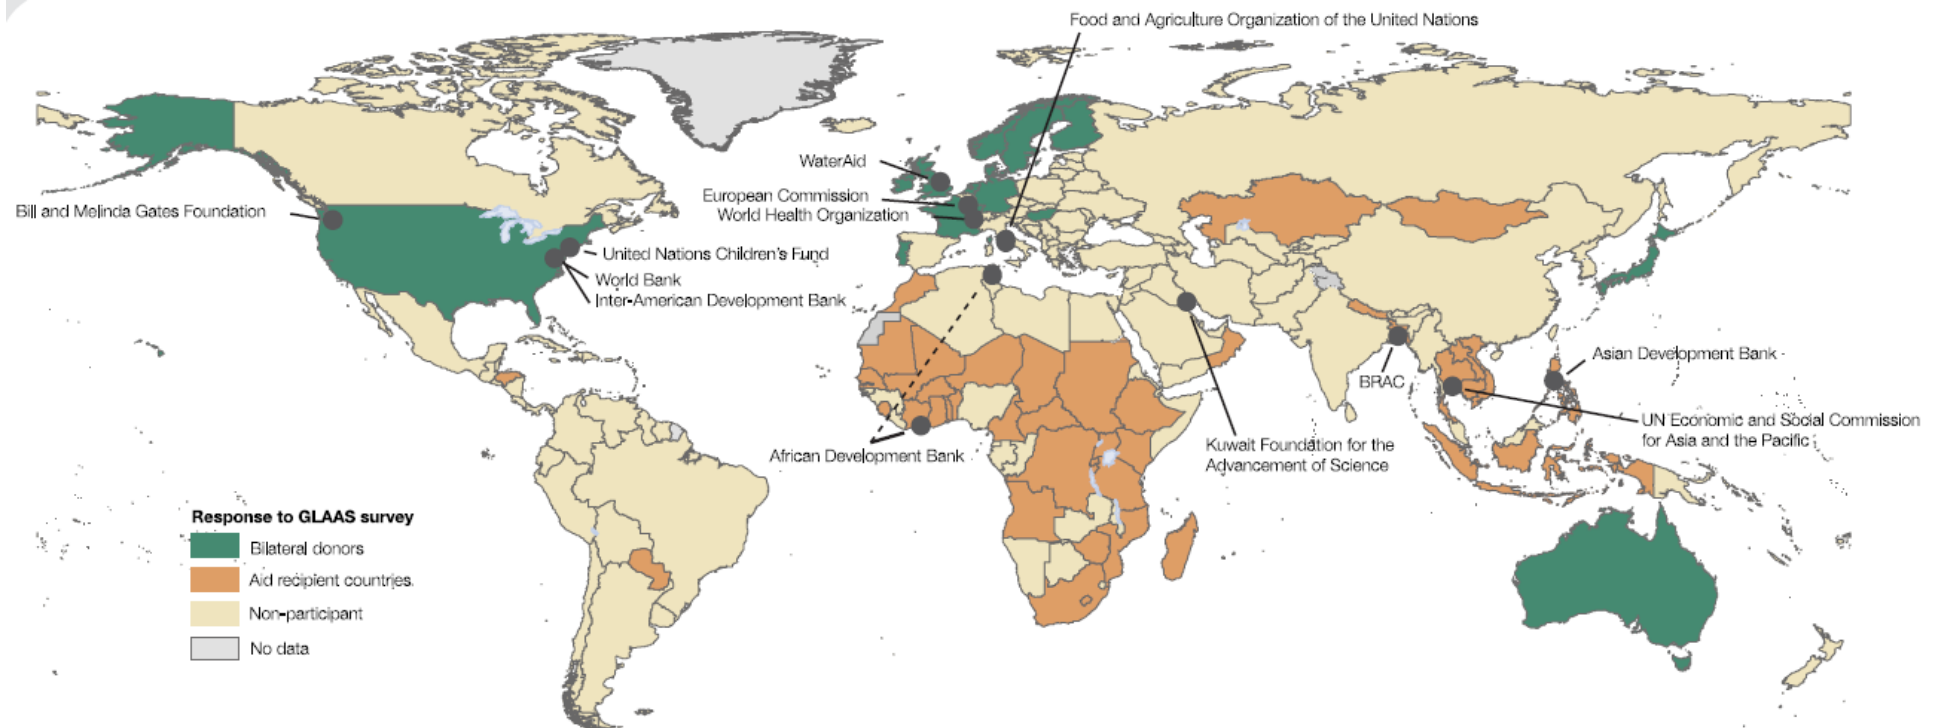 Food and Agriculture Organization of the United Nations
WaterAid
European Commission
World Health Organization
Bill and Melinda Gates Foundation
United Nations Children's Fund
World Bank
Inter-American Development Bank
Asian Development Bank
BRAC
UN Economic and Social Commission
for Asia and the Pacific
Kuwait Foundation for the
Advancement of Science
African Development Bank
Response to GLAAS survey
Bilateral donors
Aid recipient countries
Non-participant
No data